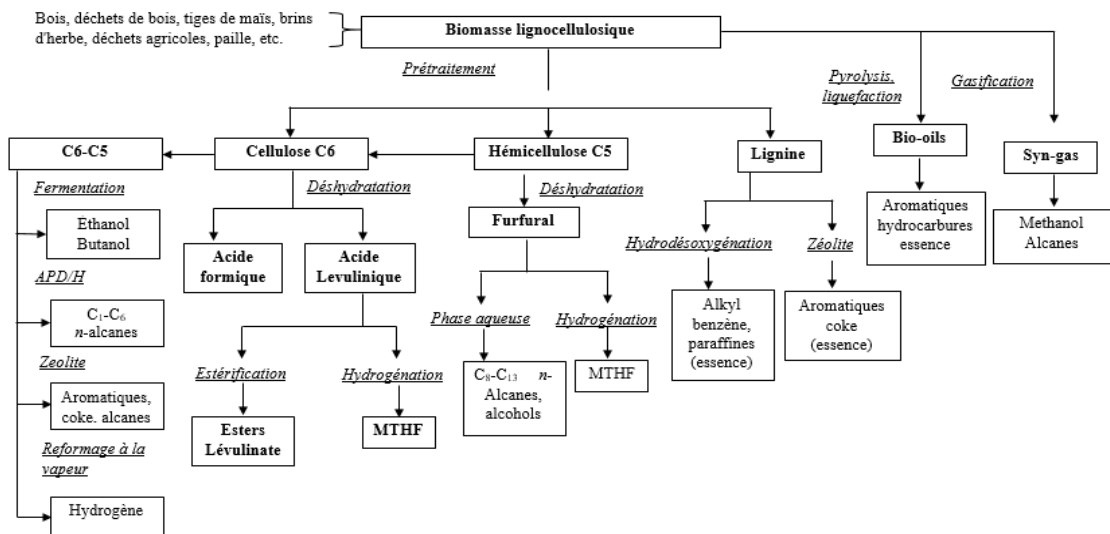 Bois, déchets de bois, tiges de maïs, brins
d'herbe, déchets agricoles, paille, etc.
Biomasse lignocellulosique
Prétraitement
Pyrolysis,
liquefaction
Gasification
C6-C5
Cellulose C6
Hémicellulose C5
Lignine
Bio-oils
Syn-gas
Fermentation
Déshydratation
Déshydratation
Éthanol
Butanol
Acide
formique
Acide
Levulinique
Furfural
Hydrodésoxygénation
Zéolite
Aromatiques
hydrocarbures
essence
Methanol
Alcanes
APD/H
C₁-C₆
n-alcanes
Phase aqueuse
Hydrogénation
Alkyl
benzène,
paraffines
(essence)
Aromatiques
coke
(essence)
Zeolite
Estérification
Hydrogénation
C₈-C₁₃ n-
Alcanes,
alcohols
MTHF
Aromatiques,
coke. alcanes
Esters
Lévulinate
MTHF
Reformage à la
vapeur
Hydrogène